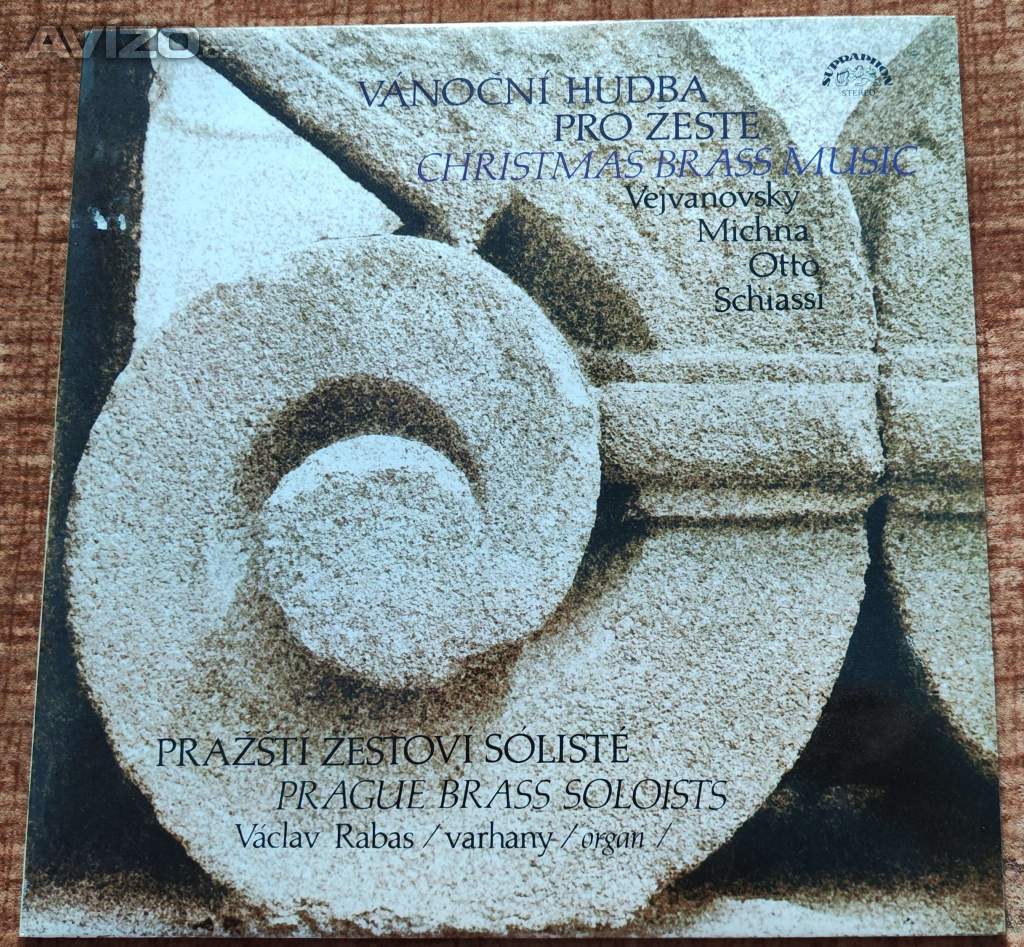 AVIZO
SUPRAPHON
STEREO
VÁNOČNÍ HUDBA
PRO ŽESTĚ
CHRISTMAS BRASS MUSIC
Vejvanovsky
Michna
Otto
Schiassi
PRAŽŠTÍ ŽESŤOVÍ SÓLISTÉ
PRAGUE BRASS SOLOISTS
Václav Rabas / varhany / organ /